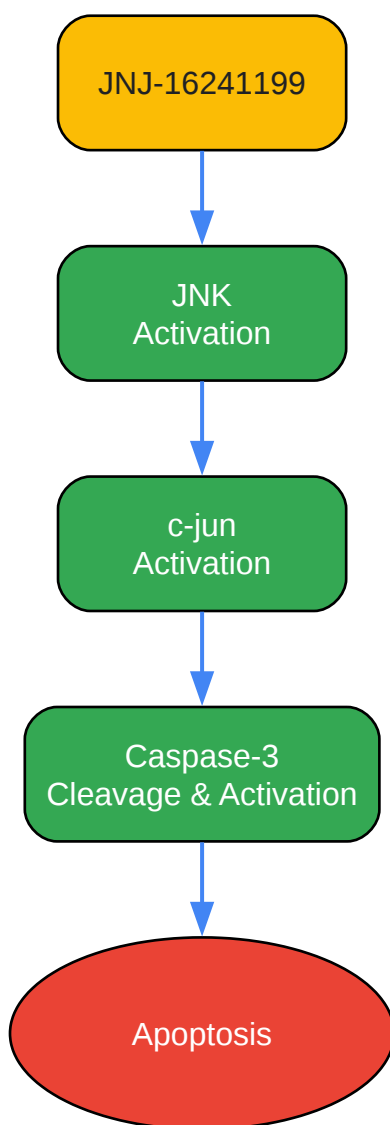 JNJ-16241199
JNK
Activation
c-jun
Activation
Caspase-3
Cleavage & Activation
Apoptosis